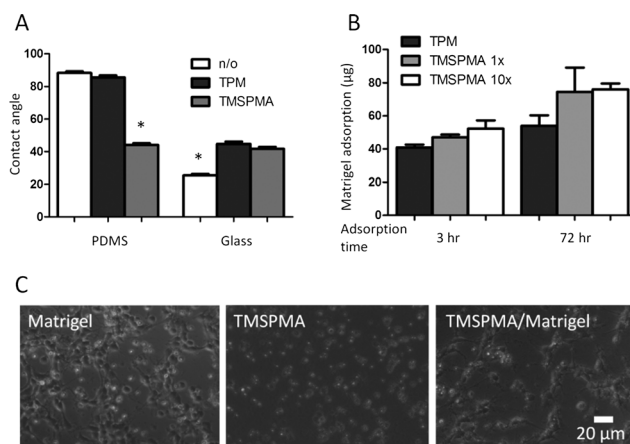 A
Contact angle
100
80
60
40
20
0
n/o
TPM
TMSPMA
*
*
PDMS
Glass
B
Matrigel adsorption (µg)
100
80
60
40
20
0
TPM
TMSPMA 1x
TMSPMA 10x
Adsorption
time
3 hr
72 hr
C
Matrigel
TMSPMA
TMSPMA/Matrigel
20 µm